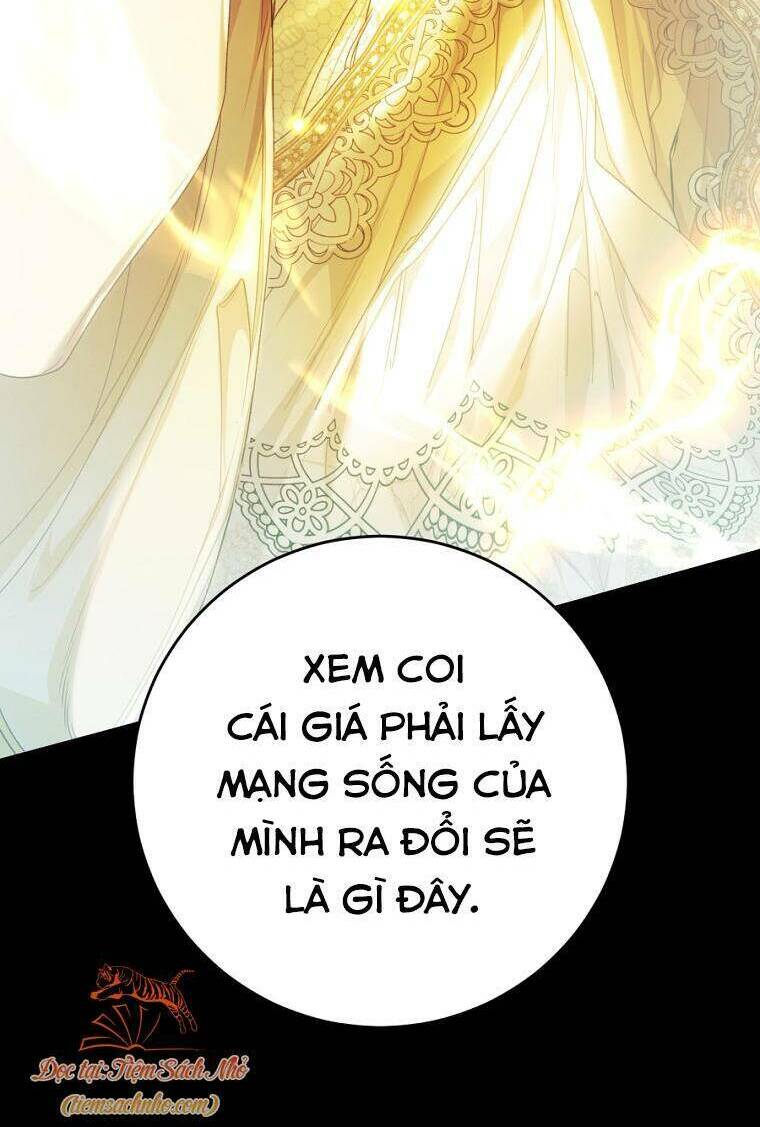 XEM COI
CÁI GIÁ PHẢI LẤY
MẠNG SỐNG CỦA
MÌNH RA ĐỔI SẼ
LÀ GÌ ĐÂY.
Đọc tại: Tiệm Sách Nhỏ
(tiemsachnho.com)